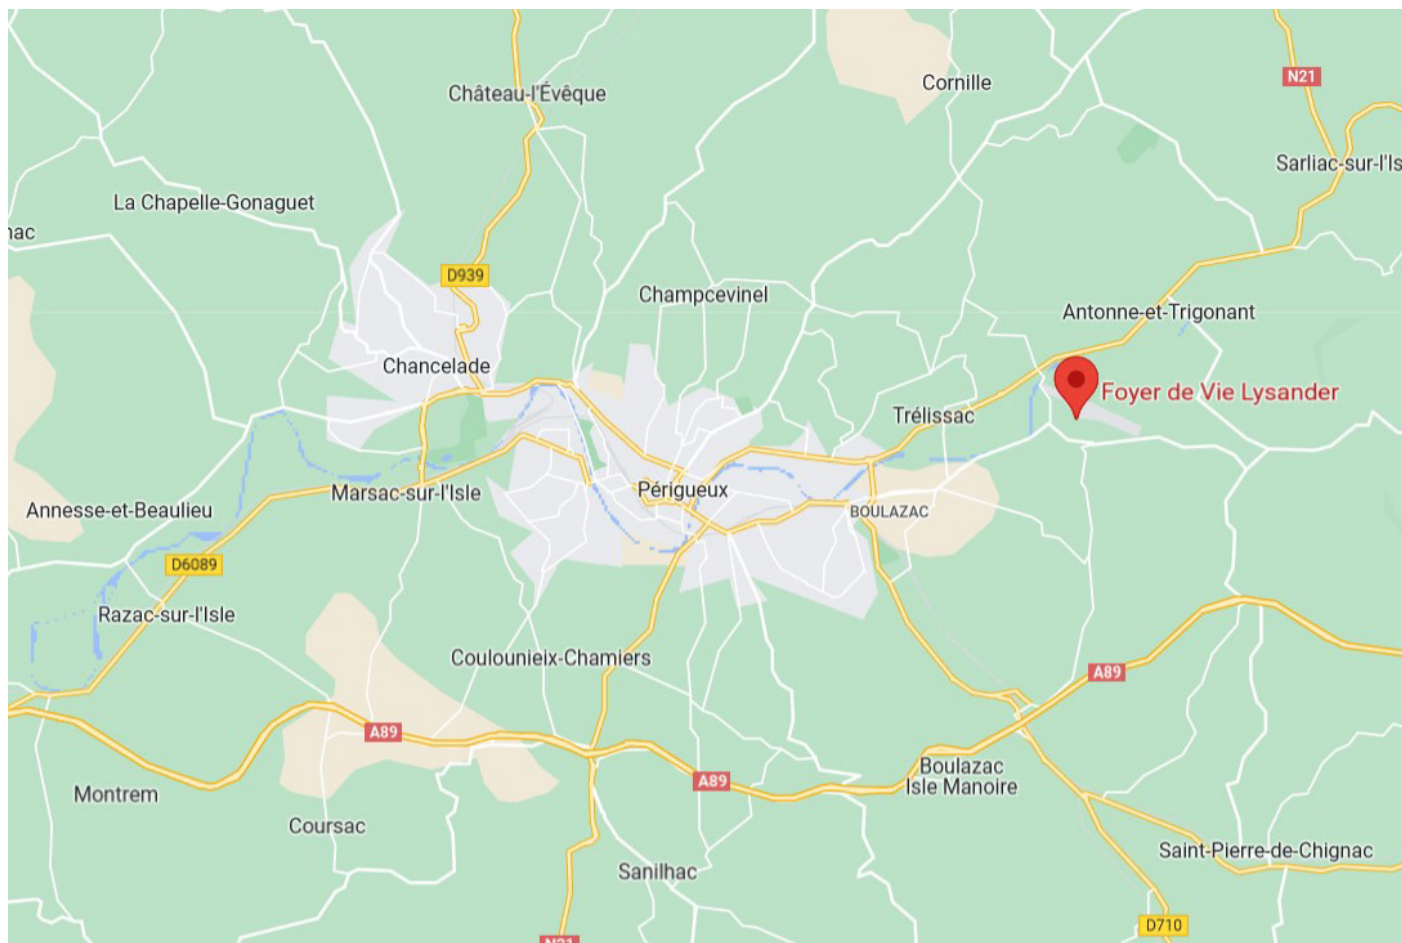 N21
Cornille
Château-l'Évêque
Sarliac-sur-l'Is
La Chapelle-Gonaguet
nac
D939
Champcevinel
Antonne-et-Trigonant
Chancelade
Foyer de Vie Lysander
Trélissac
Marsac-sur-l'Isle
Périgueux
Annesse-et-Beaulieu
BOULAZAC
D6089
Razac-sur-l'Isle
Coulounieix-Chamiers
A89
A89
A89
Boulazac
Isle Manoire
Montrem
Coursac
Saint-Pierre-de-Chignac
Sanilhac
D710
N21